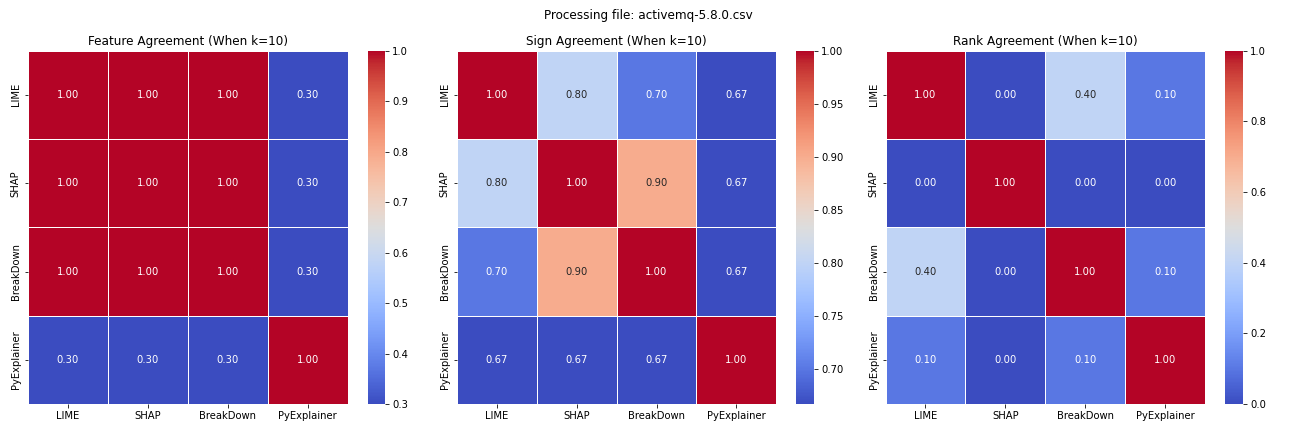 Processing file: activemq-5.8.0.csv
Feature Agreement (When k=10)
LIME
1.00 1.00 1.00 0.30
SHAP
1.00 1.00 1.00 0.30
BreakDown
1.00 1.00 1.00 0.30
PyExplainer
0.30 0.30 0.30 1.00
LIME SHAP BreakDown PyExplainer
1.0
0.9
0.8
0.7
0.6
0.5
0.4
0.3
Sign Agreement (When k=10)
LIME
1.00 0.80 0.70 0.67
SHAP
0.80 1.00 0.90 0.67
BreakDown
0.70 0.90 1.00 0.67
PyExplainer
0.67 0.67 0.67 1.00
LIME SHAP BreakDown PyExplainer
1.00
0.95
0.90
0.85
0.80
0.75
0.70
Rank Agreement (When k=10)
LIME
1.00 0.00 0.40 0.10
SHAP
0.00 1.00 0.00 0.00
BreakDown
0.40 0.00 1.00 0.10
PyExplainer
0.10 0.00 0.10 1.00
LIME SHAP BreakDown PyExplainer
1.0
0.8
0.6
0.4
0.2
0.0